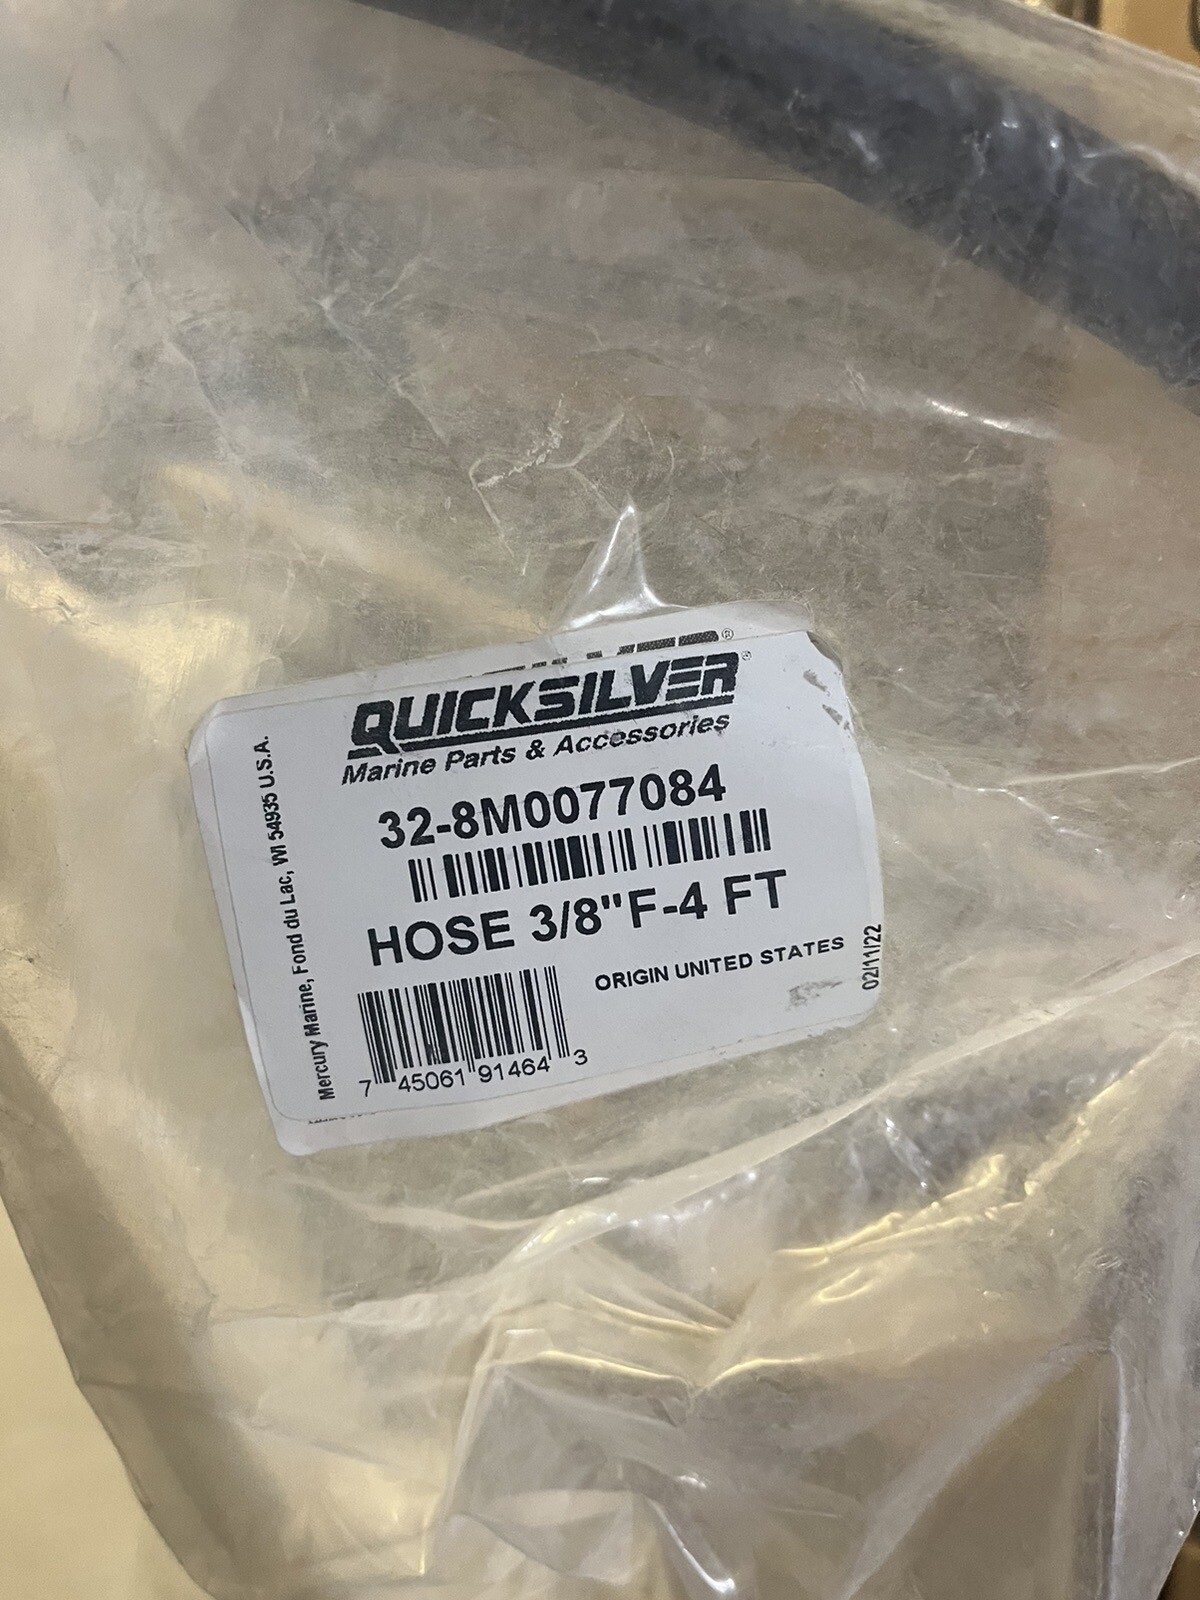 QUICKSILVER®
Marine Parts & Accessories
32-8M0077084
HOSE 3/8"F-4 FT
ORIGIN UNITED STATES
02/11/22
7 45061 91464 3
Mercury Marine, Fond du Lac, WI 54935 U.S.A.